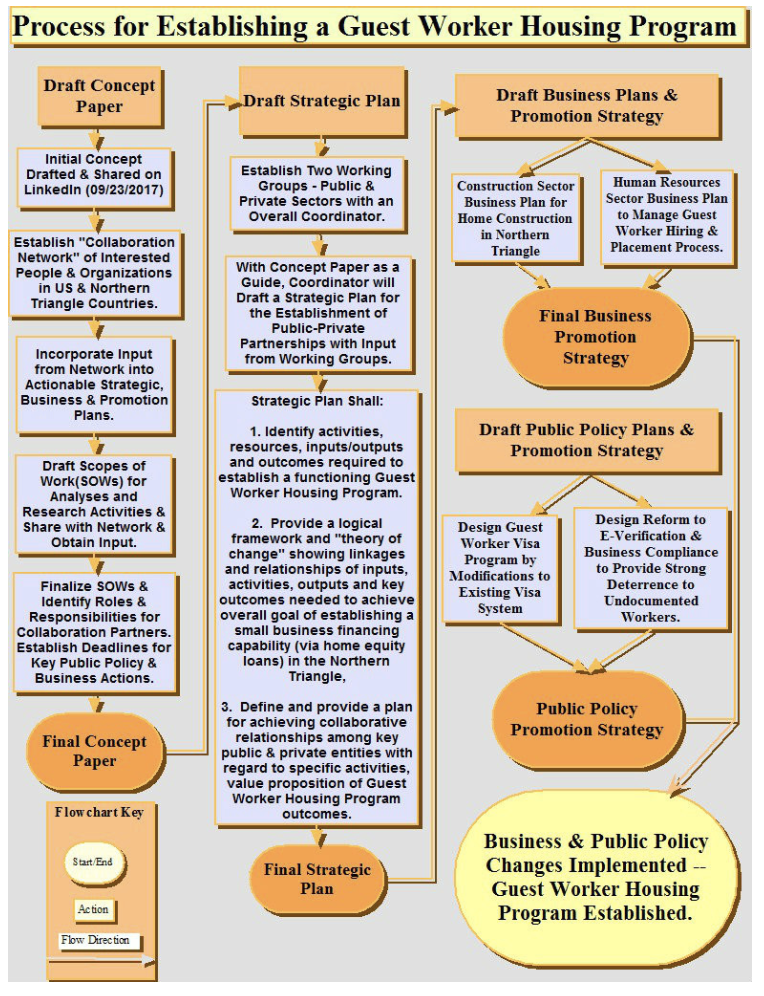 Process for Establishing a Guest Worker Housing Program
Draft Concept
Paper
Initial Concept
Drafted & Shared on
LinkedIn (09/23/2017)
Establish "Collaboration
Network" of Interested
People & Organizations
in US & Northern
Triangle Countries.
Incorporate Input
from Network into
Actionable Strategic,
Business & Promotion
Plans.
Draft Scopes of
Work(SOWs) for
Analyses and
Research Activities &
Share with Network &
Obtain Input.
Finalize SOWs &
Identify Roles &
Responsibilities for
Collaboration Partners.
Establish Deadlines for
Key Public Policy &
Business Actions.
Final Concept
Paper
Flowchart Key
Start/End
Action
Flow Direction
Draft Strategic Plan
Establish Two Working
Groups - Public &
Private Sectors with an
Overall Coordinator.
With Concept Paper as a
Guide, Coordinator will
Draft a Strategic Plan for
the Establishment of
Public-Private
Partnerships with Input
from Working Groups.
Strategic Plan Shall:
1. Identify activities,
resources, inputs/outputs
and outcomes required to
establish a functioning Guest
Worker Housing Program.
2. Provide a logical
framework and "theory of
change" showing linkages
and relationships of inputs,
activities, outputs and key
outcomes needed to achieve
overall goal of establishing a
small business financing
capability (via home equity
loans) in the Northern
Triangle,
3. Define and provide a plan
for achieving collaborative
relationships among key
public & private entities with
regard to specific activities,
value proposition of Guest
Worker Housing Program
outcomes.
Final Strategic
Plan
Draft Business Plans &
Promotion Strategy
Construction Sector
Business Plan for
Home Construction
in Northern
Triangle
Human Resources
Sector Business Plan
to Manage Guest
Worker Hiring &
Placement Process.
Final Business
Promotion
Strategy
Draft Public Policy Plans &
Promotion Strategy
Design Guest
Worker Visa
Program by
Modifications to
Existing Visa
System
Design Reform to
E-Verification &
Business Compliance
to Provide Strong
Deterrence to
Undocumented
Workers.
Public Policy
Promotion Strategy
Business & Public Policy
Changes Implemented --
Guest Worker Housing
Program Established.